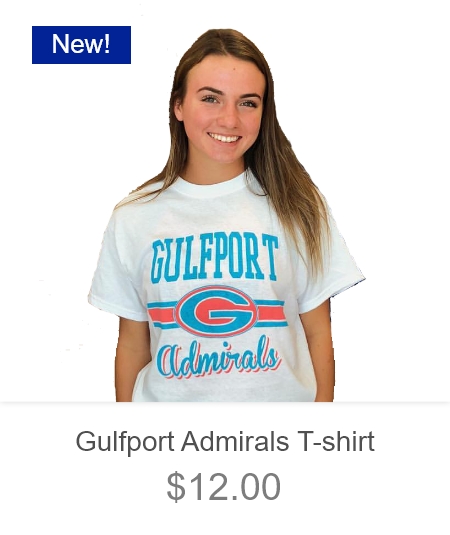 New!
GULFPORT
G
Admirals
Gulfport Admirals T-shirt
$12.00